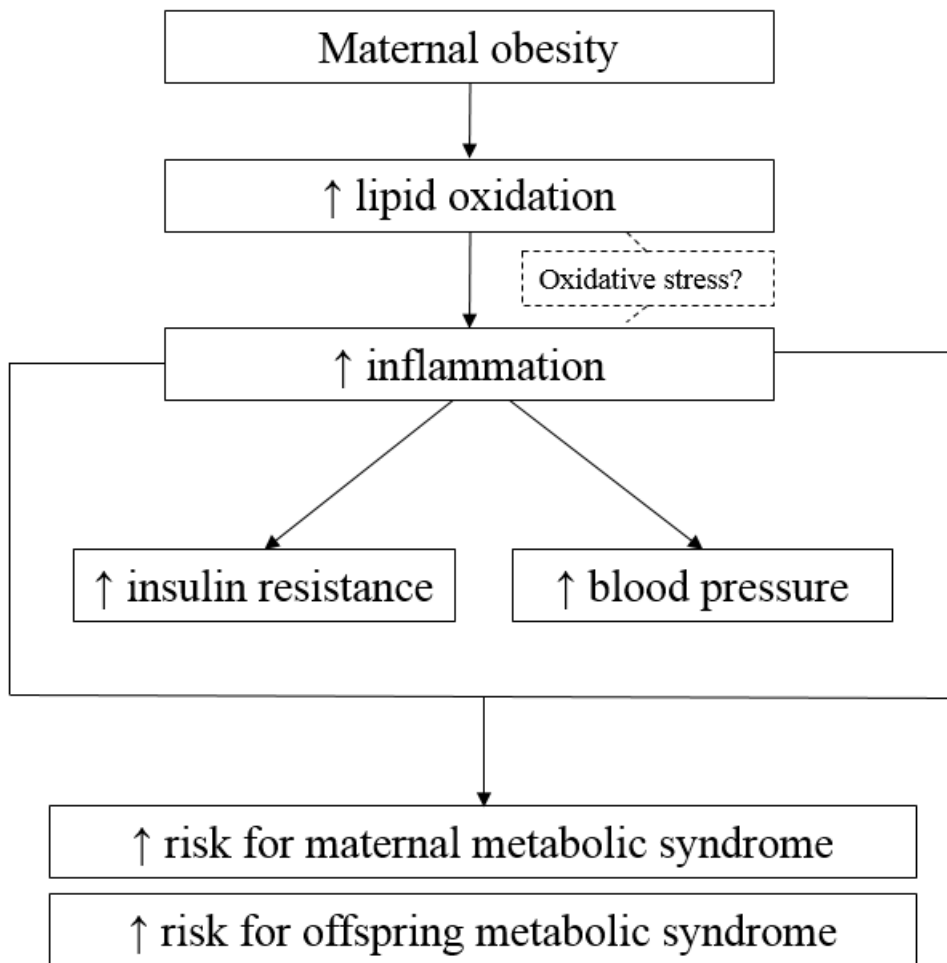 Maternal obesity
↑ lipid oxidation
Oxidative stress?
↑ inflammation
↑ insulin resistance
↑ blood pressure
↑ risk for maternal metabolic syndrome
↑ risk for offspring metabolic syndrome